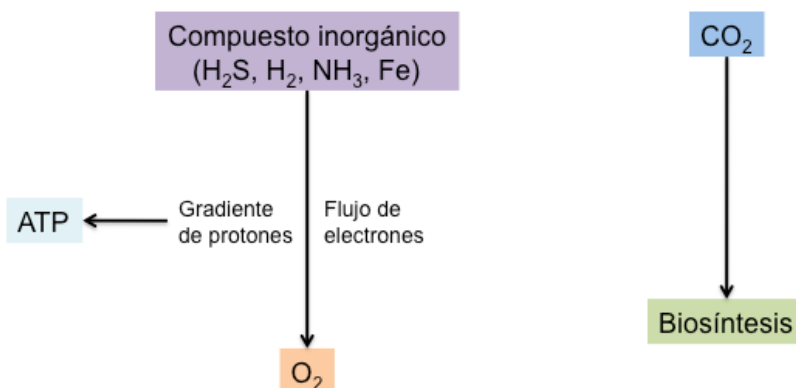 Compuesto inorgánico
(H₂S, H₂, NH₃, Fe)
CO₂
ATP
Gradiente
de protones
Flujo de
electrones
Biosíntesis
O₂